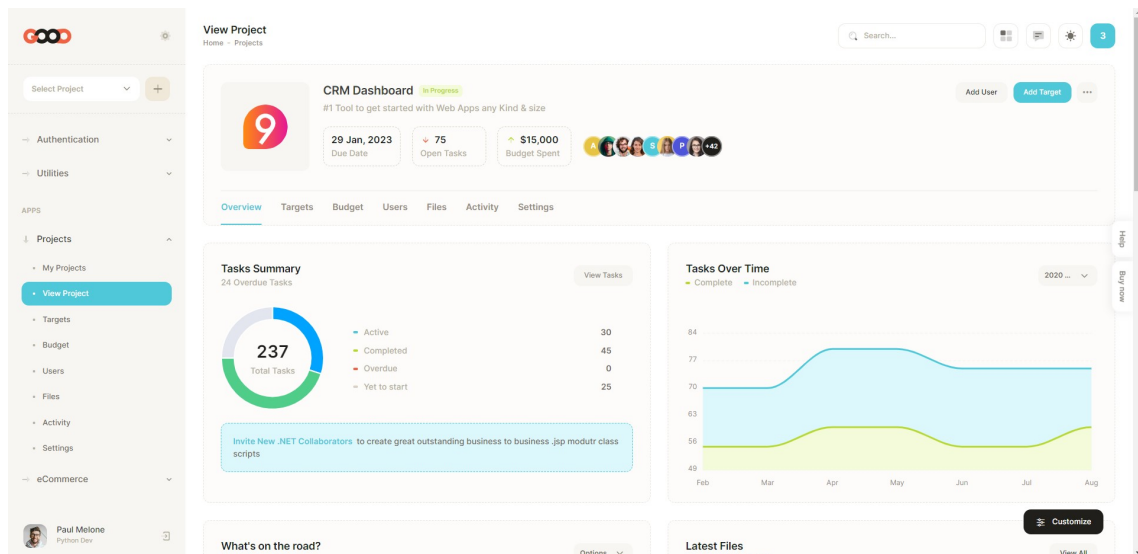 GOOD
Select Project
+
Authentication
Utilities
APPS
Projects
My Projects
View Project
Targets
Budget
Users
Files
Activity
Settings
eCommerce
Paul Melone
Python Dev
View Project
Home - Projects
Search...
3
9
CRM Dashboard In Progress
#1 Tool to get started with Web Apps any Kind & size
Add User
Add Target
29 Jan, 2023
Due Date
75
Open Tasks
$15,000
Budget Spent
A
S
P
+42
Overview Targets Budget Users Files Activity Settings
Tasks Summary
24 Overdue Tasks
View Tasks
237
Total Tasks
Active 30
Completed 45
Overdue 0
Yet to start 25
Invite New .NET Collaborators to create great outstanding business to business .jsp modutr class
scripts
Tasks Over Time
Complete Incomplete
2020 ...
84
77
70
63
56
49
Feb Mar Apr May Jun Jul Aug
Help
Buy now
Customize
What's on the road?
Options
Latest Files
View All